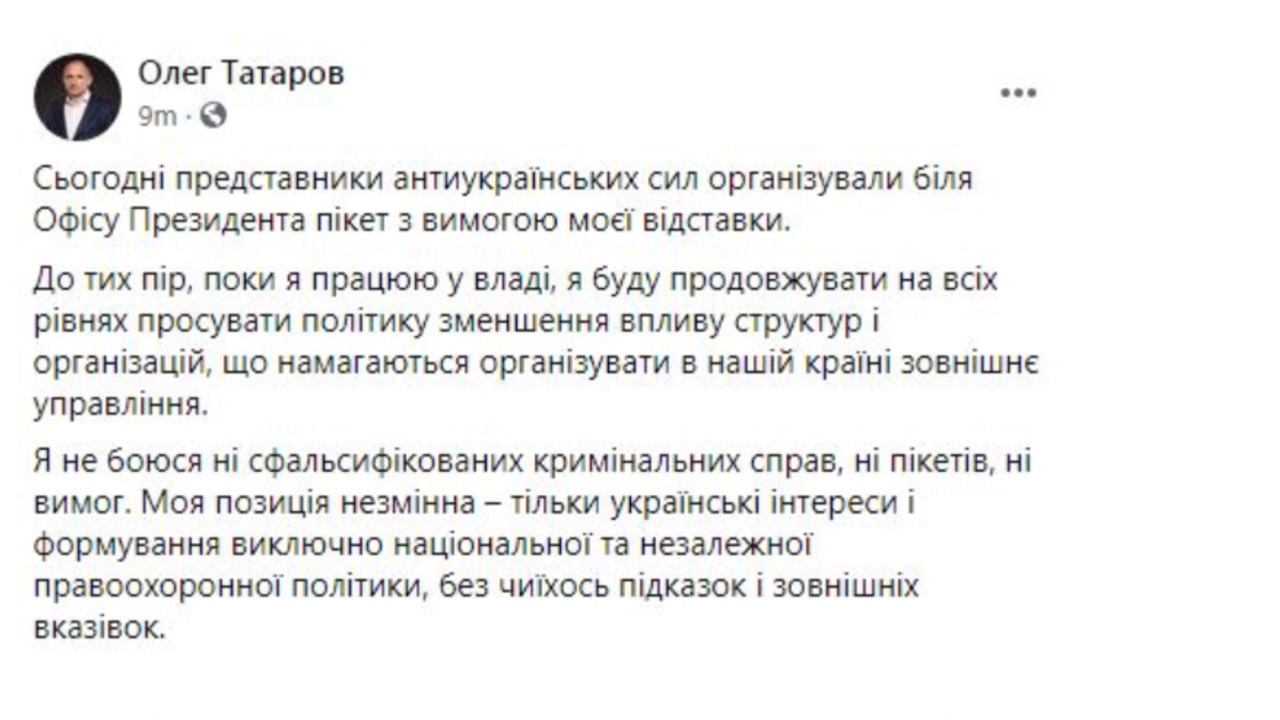 Олег Татаров
9m ·
Сьогодні представники антиукраїнських сил організували біля
Офісу Президента пікет з вимогою моєї відставки.
До тих пір, поки я працюю у владі, я буду продовжувати на всіх
рівнях просувати політику зменшення впливу структур і
організацій, що намагаються організувати в нашій країні зовнішнє
управління.
Я не боюся ні сфальсифікованих кримінальних справ, ні пікетів, ні
вимог. Моя позиція незмінна – тільки українські інтереси і
формування виключно національної та незалежної
правоохоронної політики, без чиїхось підказок і зовнішніх
вказівок.